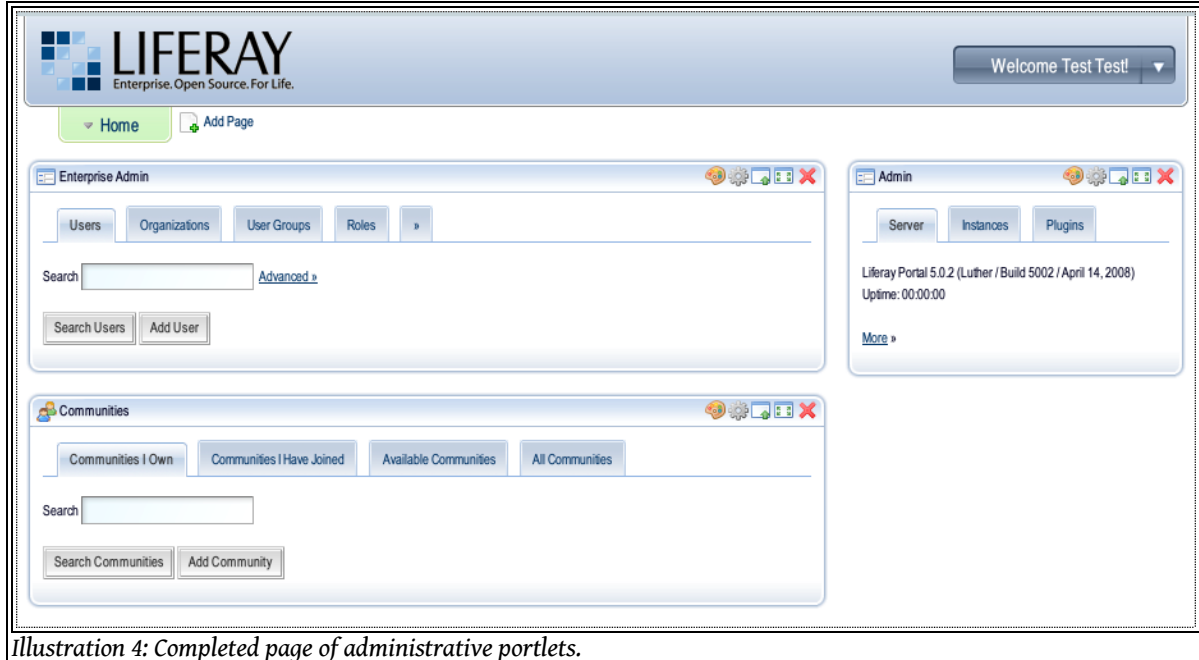 LIFERAY
Enterprise. Open Source. For Life.
Welcome Test Test!
Home
Add Page
Enterprise Admin
Users Organizations User Groups Roles »
Search Advanced »
Search Users Add User
Admin
Server Instances Plugins
Liferay Portal 5.0.2 (Luther / Build 5002 / April 14, 2008)
Uptime: 00:00:00
More »
Communities
Communities I Own Communities I Have Joined Available Communities All Communities
Search
Search Communities Add Community
Illustration 4: Completed page of administrative portlets.